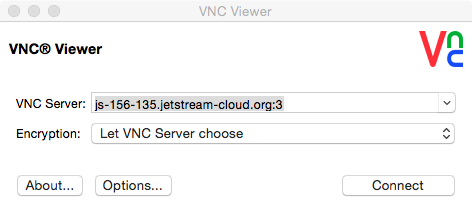 VNC Viewer
VNC® Viewer
VNC
VNC Server: js-156-135.jetstream-cloud.org:3
Encryption: Let VNC Server choose
About... Options... Connect